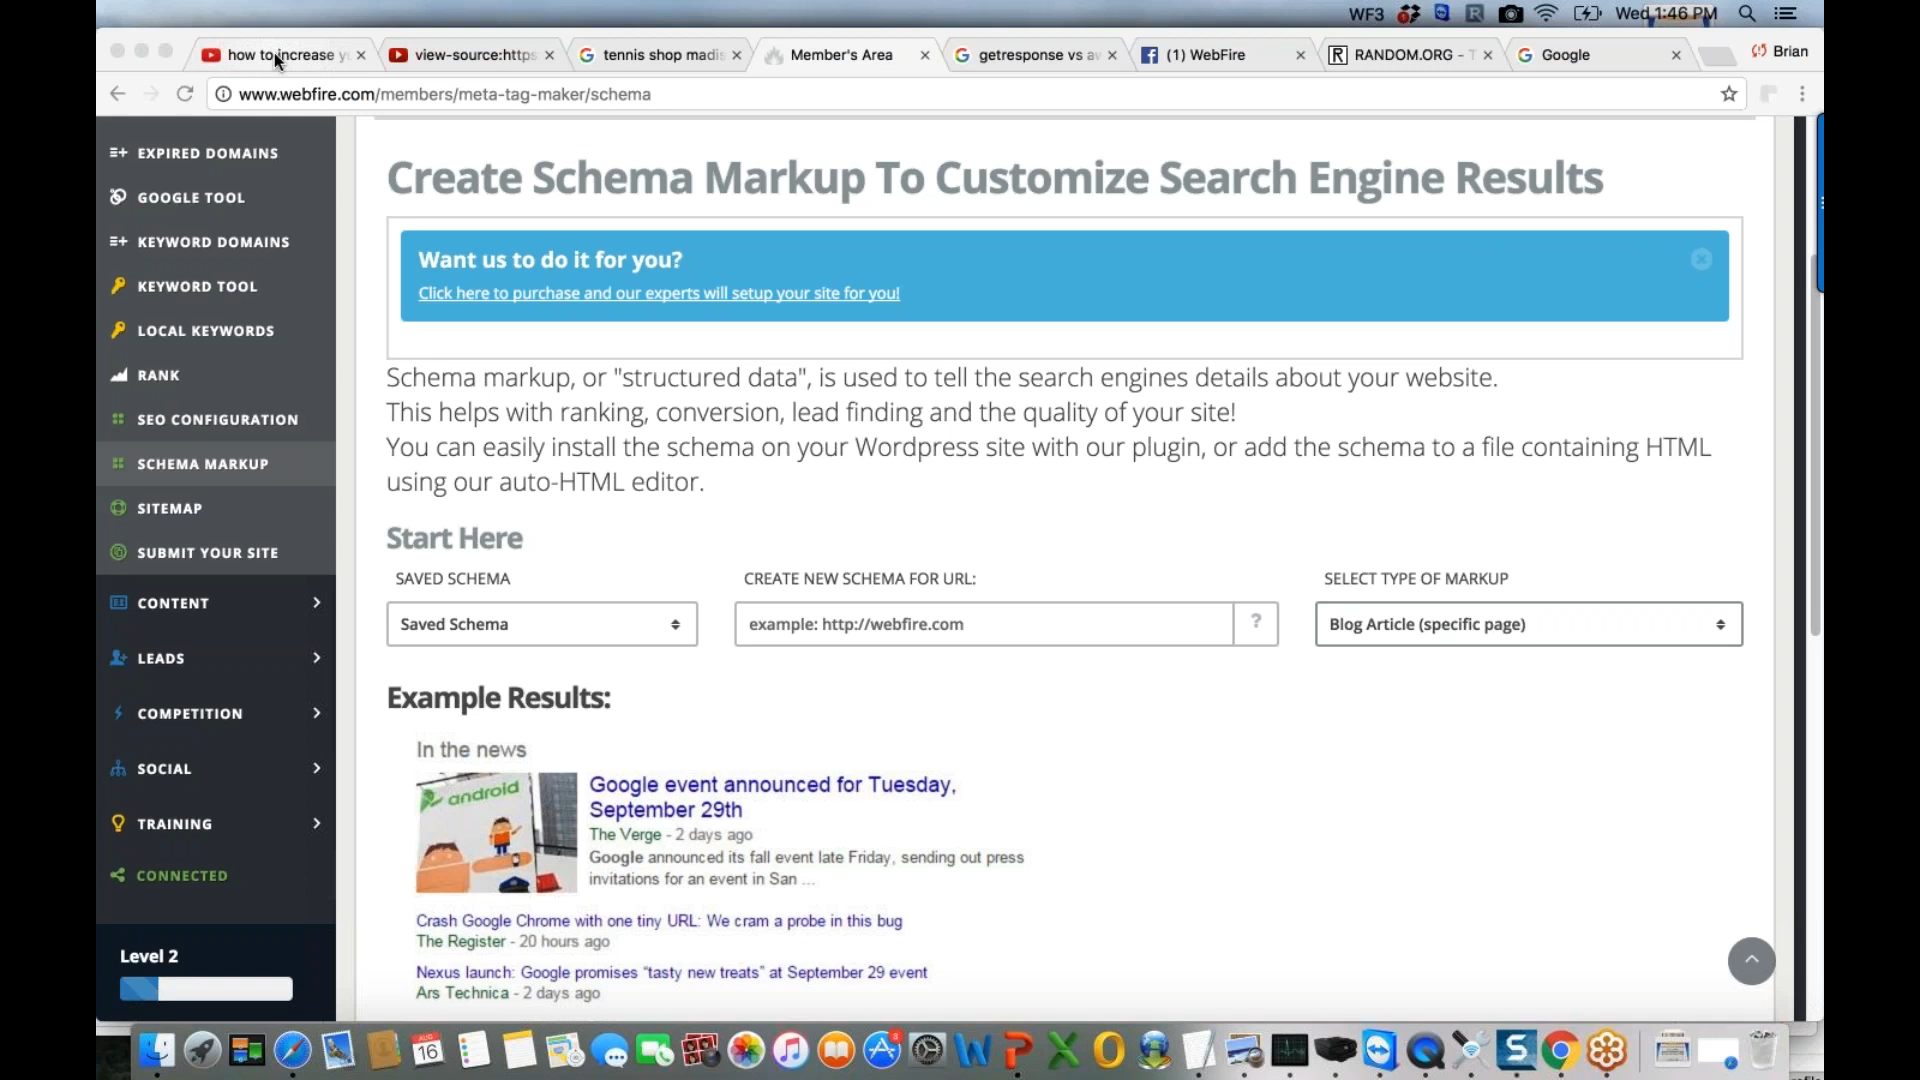 WF3 Wed 1:46 PM
how to increase
view-source:https
tennis shop madis
Member's Area
getresponse vs aw
(1) WebFire
RANDOM.ORG - T
Google
Brian
www.webfire.com/members/meta-tag-maker/schema
EXPIRED DOMAINS
GOOGLE TOOL
KEYWORD DOMAINS
KEYWORD TOOL
LOCAL KEYWORDS
RANK
SEO CONFIGURATION
SCHEMA MARKUP
SITEMAP
SUBMIT YOUR SITE
CONTENT
LEADS
COMPETITION
SOCIAL
TRAINING
CONNECTED
Level 2
Create Schema Markup To Customize Search Engine Results
Want us to do it for you?
Click here to purchase and our experts will setup your site for you!
Schema markup, or "structured data", is used to tell the search engines details about your website.
This helps with ranking, conversion, lead finding and the quality of your site!
You can easily install the schema on your Wordpress site with our plugin, or add the schema to a file containing HTML
using our auto-HTML editor.
Start Here
SAVED SCHEMA
CREATE NEW SCHEMA FOR URL:
SELECT TYPE OF MARKUP
Saved Schema
example: http://webfire.com
?
Blog Article (specific page)
Example Results:
In the news
android
Google event announced for Tuesday,
September 29th
The Verge - 2 days ago
Google announced its fall event late Friday, sending out press
invitations for an event in San ...
Crash Google Chrome with one tiny URL: We cram a probe in this bug
The Register - 20 hours ago
Nexus launch: Google promises "tasty new treats" at September 29 event
Ars Technica - 2 days ago
AUG
16